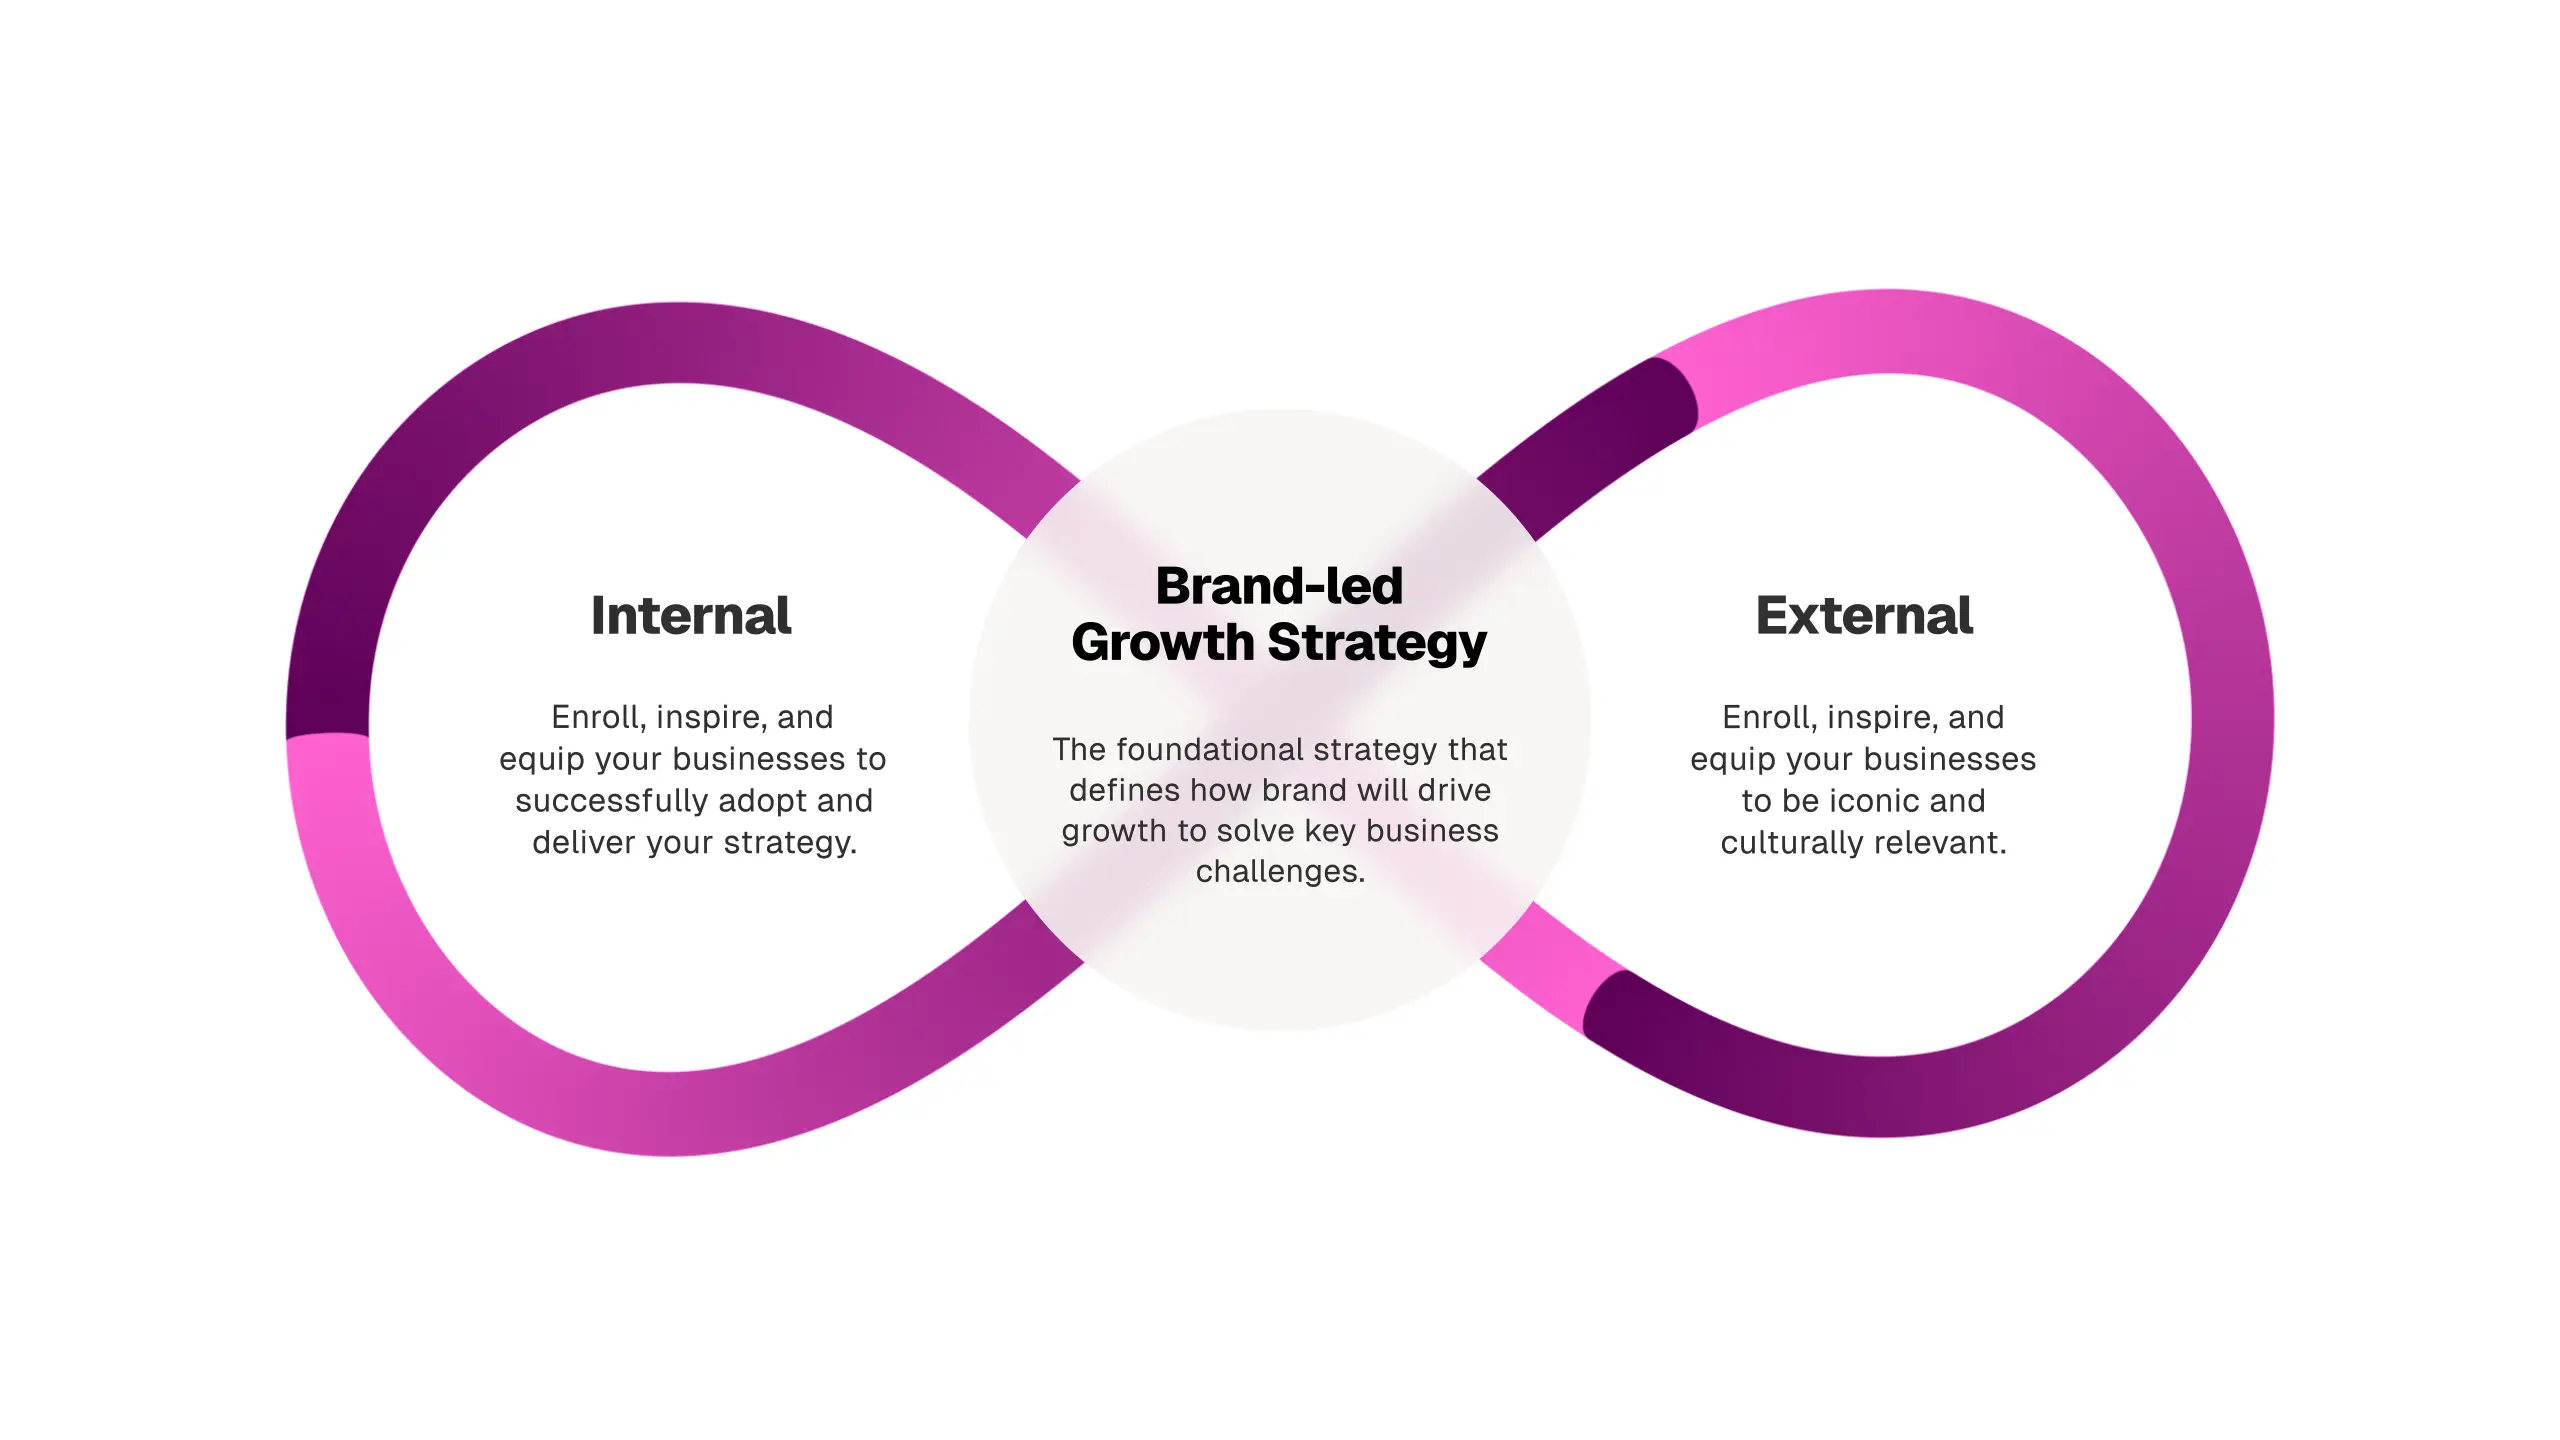 Internal
Enroll, inspire, and
equip your businesses to
successfully adopt and
deliver your strategy.
Brand-led
Growth Strategy
The foundational strategy that
defines how brand will drive
growth to solve key business
challenges.
External
Enroll, inspire, and
equip your businesses
to be iconic and
culturally relevant.